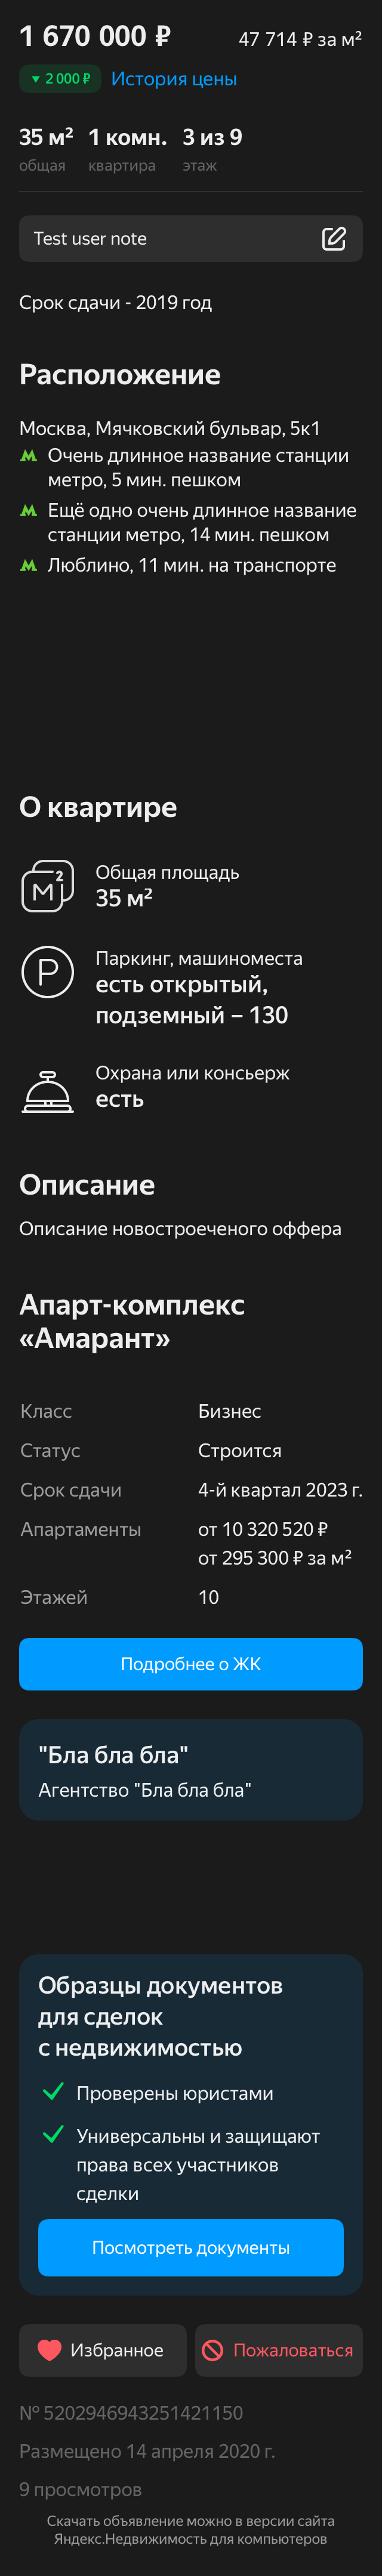 1 670 000 ₽
47 714 ₽ за м²
2 000 ₽ История цены
35 м² 1 комн. 3 из 9
общая квартира этаж
Test user note
Срок сдачи - 2019 год
Расположение
Москва, Мячковский бульвар, 5к1
Очень длинное название станции
метро, 5 мин. пешком
Ещё одно очень длинное название
станции метро, 14 мин. пешком
Люблино, 11 мин. на транспорте
О квартире
Общая площадь
35 м²
Паркинг, машиноместа
есть открытый,
подземный – 130
Охрана или консьерж
есть
Описание
Описание новостроеченого оффера
Апарт-комплекс
«Амарант»
Класс Бизнес
Статус Строится
Срок сдачи 4-й квартал 2023 г.
Апартаменты от 10 320 520 ₽
от 295 300 ₽ за м²
Этажей 10
Подробнее о ЖК
"Бла бла бла"
Агентство "Бла бла бла"
Образцы документов
для сделок
с недвижимостью
Проверены юристами
Универсальны и защищают
права всех участников
сделки
Посмотреть документы
Избранное Пожаловаться
№ 5202946943251421150
Размещено 14 апреля 2020 г.
9 просмотров
Скачать объявление можно в версии сайта
Яндекс.Недвижимость для компьютеров